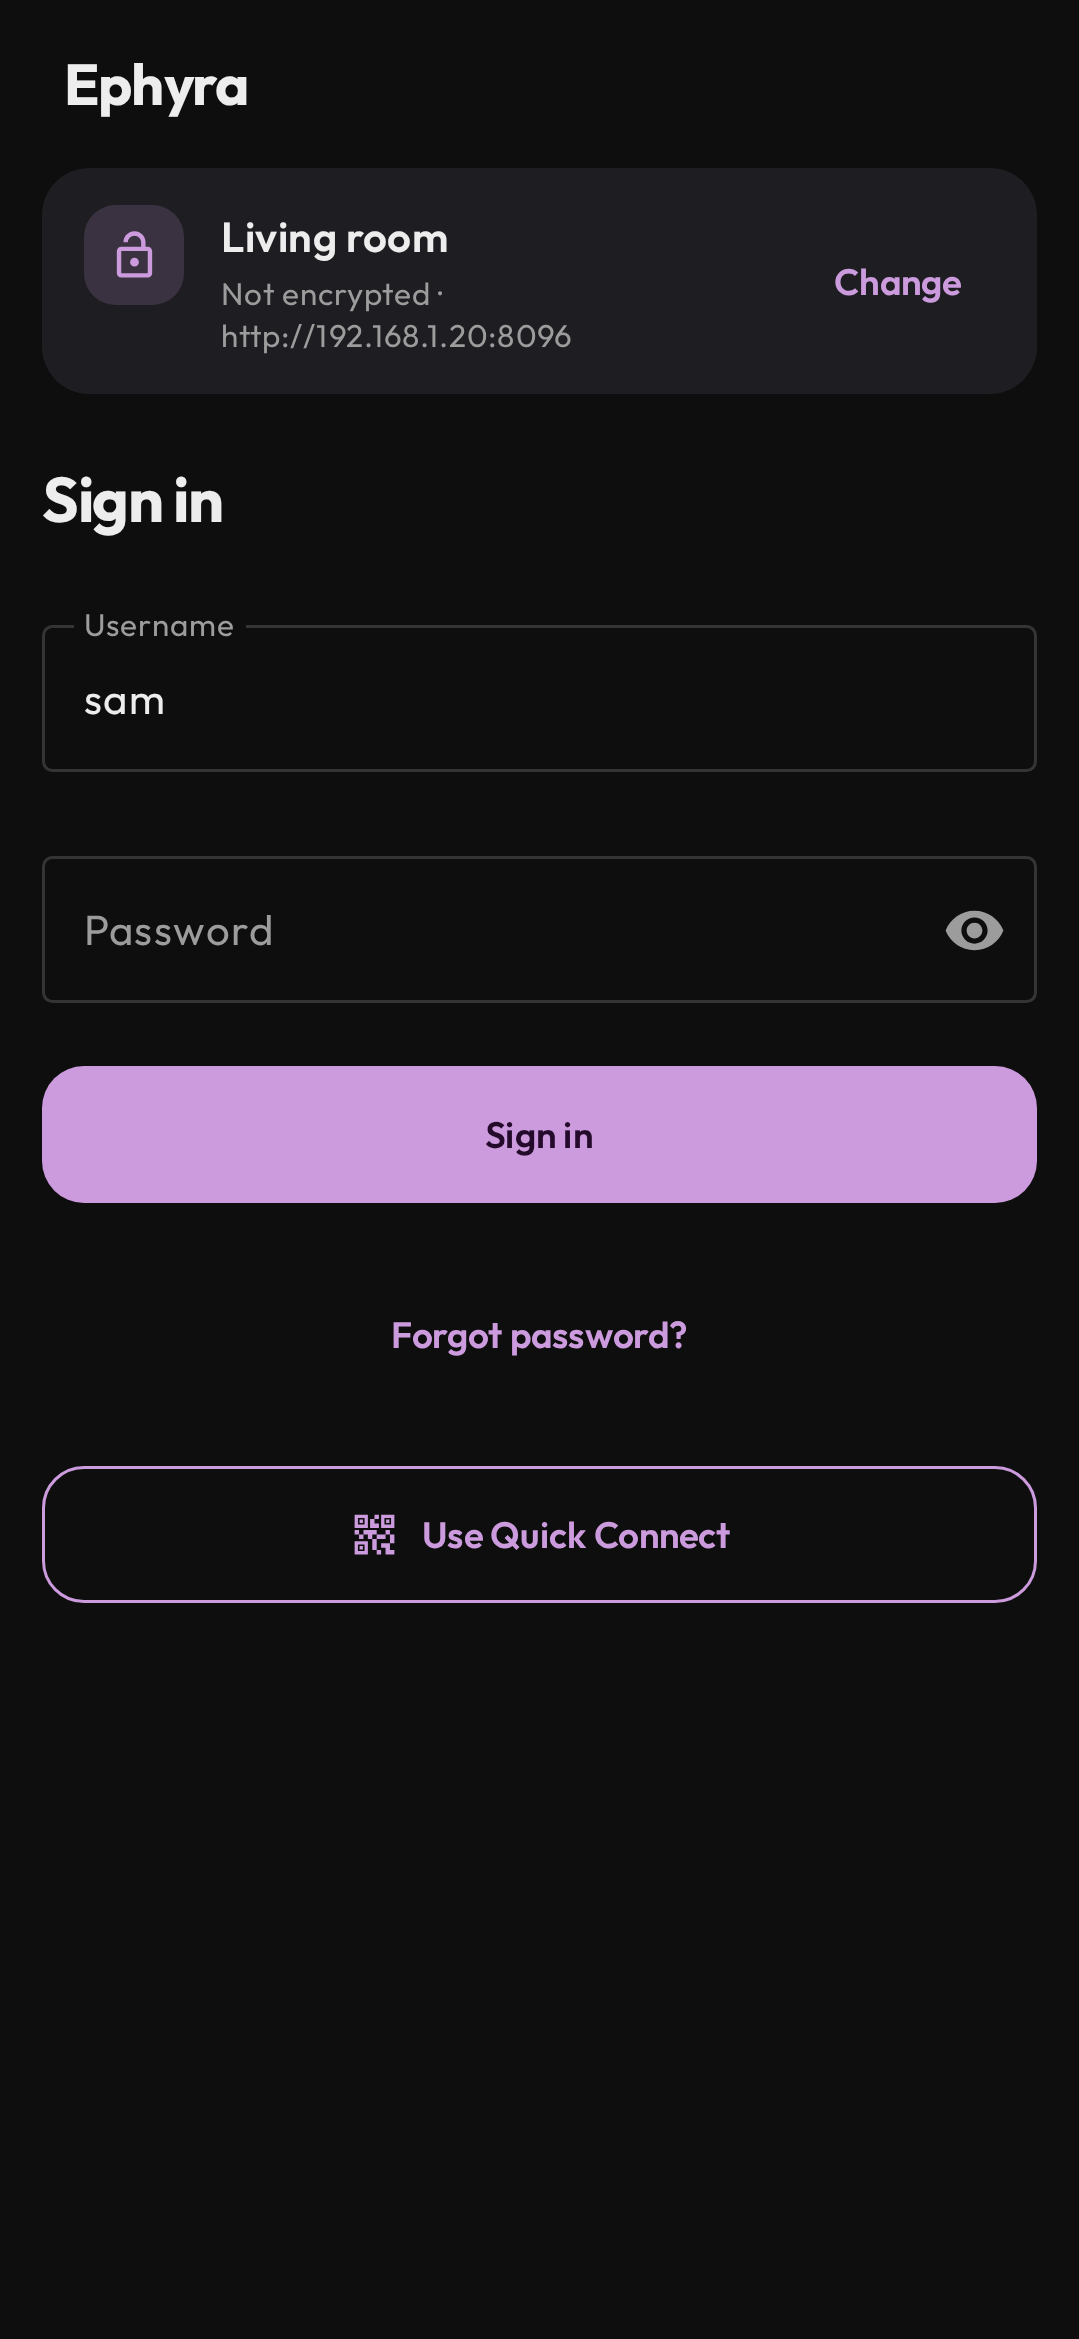 Ephyra
Living room
Not encrypted ·
http://192.168.1.20:8096
Change
Sign in
Username
sam
Password
Sign in
Forgot password?
Use Quick Connect